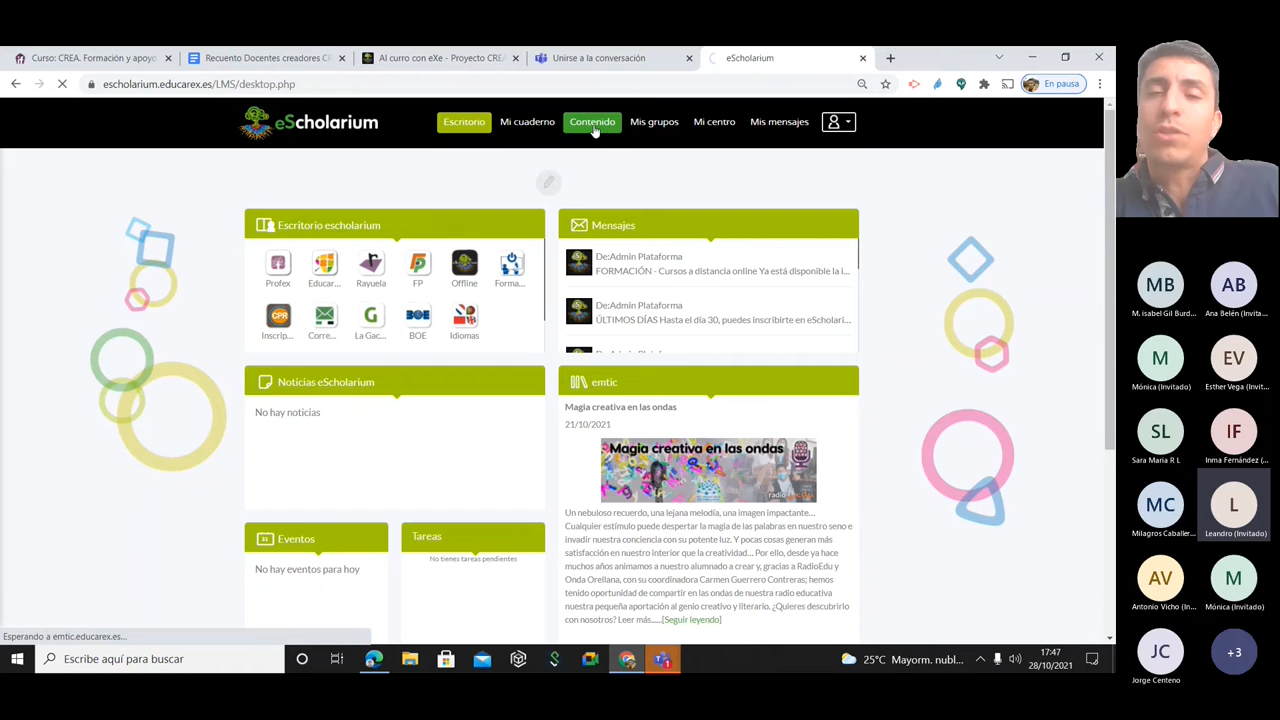 Curso: CREA. Formación y apoyo
Recuento Docentes creadores CR
Al curro con eXe - Proyecto CREA
Unirse a la conversación
eScholarium
escholarium.educarex.es/LMS/desktop.php
En pausa
eScholarium
Escritorio
Mi cuaderno
Contenido
Mis grupos
Mi centro
Mis mensajes
Escritorio escholarium
Profex
Educar...
Rayuela
FP
Offline
Forma...
Inscrip...
Corre...
La Gac...
BOE
Idiomas
Mensajes
De:Admin Plataforma
FORMACIÓN - Cursos a distancia online Ya está disponible la l...
De:Admin Plataforma
ÚLTIMOS DÍAS Hasta el día 30, puedes inscribirte en eScholari...
Noticias eScholarium
No hay noticias
emtic
Magia creativa en las ondas
21/10/2021
Magia creativa en las ondas
Un nebuloso recuerdo, una lejana melodía, una imagen impactante...
Cualquier estímulo puede despertar la magia de las palabras en nuestro seno e
invadir nuestra conciencia con su potente luz. Y pocas cosas generan más
satisfacción en nuestro interior que la creatividad... Por ello, desde ya hace
muchos años animamos a nuestro alumnado a crear y, gracias a RadioEdu y
Onda Orellana, con su coordinadora Carmen Guerrero Contreras; hemos
tenido oportunidad de compartir en las ondas de nuestra radio educativa
nuestra pequeña aportación al genio creativo y literario. ¿Quieres descubrirlo
con nosotros? Leer más......[Seguir leyendo]
Eventos
No hay eventos para hoy
Tareas
No tienes tareas pendientes
Esperando a emtic.educarex.es...
Escribe aquí para buscar
25°C Mayorm. nubl...
17:47
28/10/2021
MB
M. isabel Gil Burd...
AB
Ana Belén (Invita...
M
Mónica (Invitado)
EV
Esther Vega (Invit...
SL
Sara Maria R L
IF
Inma Fernández (...
MC
Milagros Caballer...
L
Leandro (Invitado)
AV
Antonio Vicho (In...
M
Mónica (Invitado)
JC
Jorge Centeno
+3